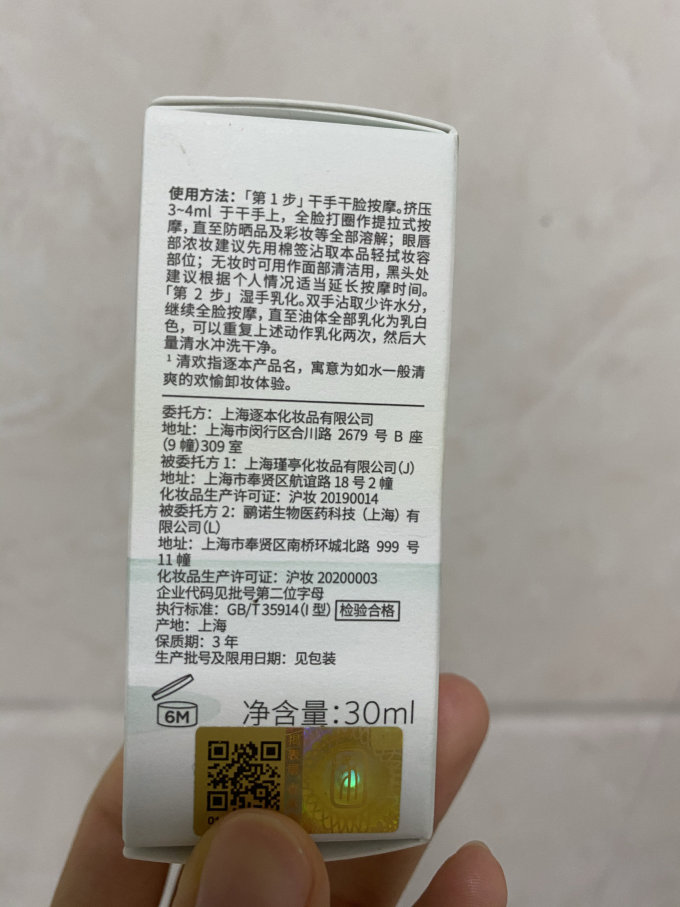 使用方法：「第 1 步」干手干脸按摩。挤压
3~4ml 于干手上，全脸打圈作提拉式按
摩，直至防晒品及彩妆等全部溶解；眼唇
部浓妆建议先用棉签沾取本品轻拭妆容
部位；无妆时可用作面部清洁用，黑头处
建议根据个人情况适当延长按摩时间。
「第 2 步」湿手乳化。双手沾取少许水分，
继续全脸按摩，直至油体全部乳化为乳白
色，可以重复上述动作乳化两次，然后大
量清水冲洗干净。
¹ 清欢指逐本产品名，寓意为如水一般清
爽的欢愉卸妆体验。
委托方：上海逐本化妆品有限公司
地址：上海市闵行区合川路 2679 号 B 座
(9 幢)309 室
被委托方 1：上海瑾亭化妆品有限公司(J)
地址：上海市奉贤区航谊路 18 号 2 幢
化妆品生产许可证：沪妆 20190014
被委托方 2：鹏诺生物医药科技（上海）有
限公司(L)
地址：上海市奉贤区南桥环城北路 999 号
11 幢
化妆品生产许可证：沪妆 20200003
企业代码见批号第二位字母
执行标准：GB/T 35914(I 型) 检验合格
产地：上海
保质期：3 年
生产批号及限用日期：见包装
6M
净含量:30ml